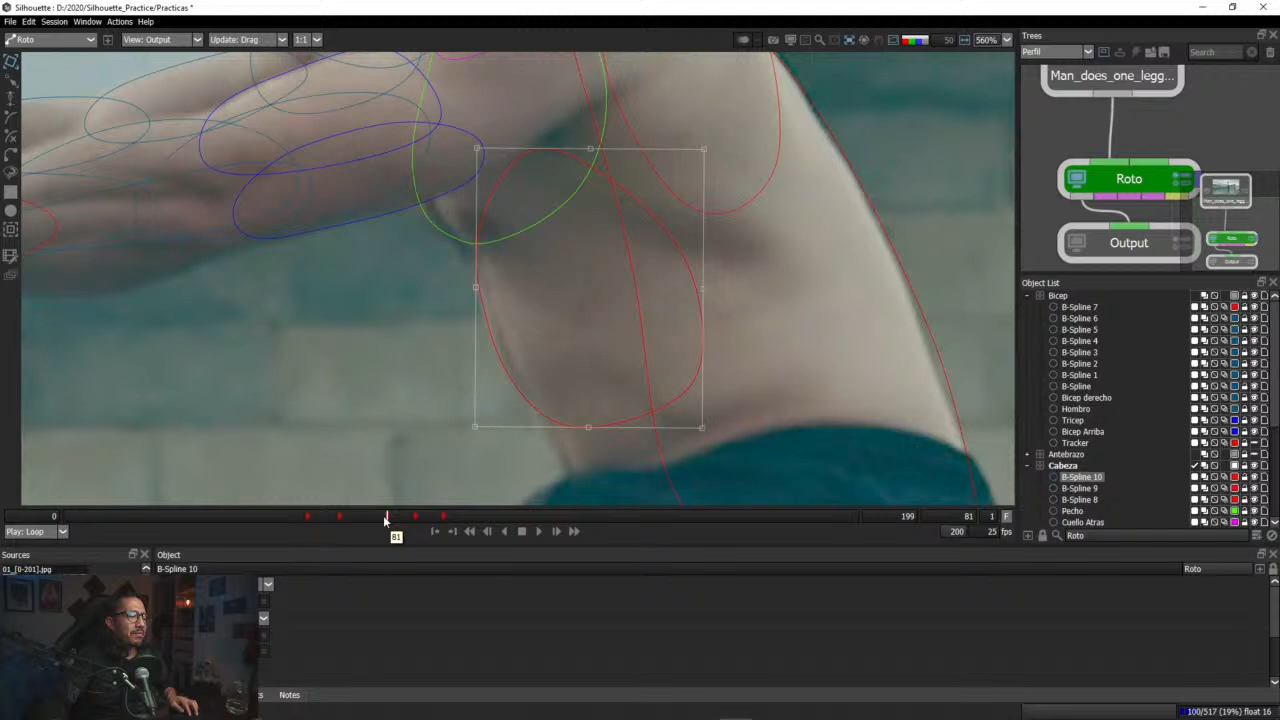 Silhouette : D:/2020/Silhouette_Practice/Practicas *
File Edit Session Window Actions Help
Roto View: Output Update: Drag 1:1 50 560%
Trees
Perfil Search
Man_does_one_legg...
Roto
Output
Man_does_one_legg...
Roto
Output
Object List
Bicep
B-Spline 7
B-Spline 6
B-Spline 5
B-Spline 4
B-Spline 3
B-Spline 2
B-Spline 1
B-Spline
Bicep derecho
Hombro
Tricep
Bicep Arriba
Tracker
Antebrazo
Cabeza
B-Spline 10
B-Spline 9
B-Spline 8
Pecho
Cuello Atras
Roto
0 199 81 1 F
81
Play: Loop 200 25 fps
Sources Object
01_[0-201].jpg B-Spline 10 Roto
Notes
100/517 (19%) float 16